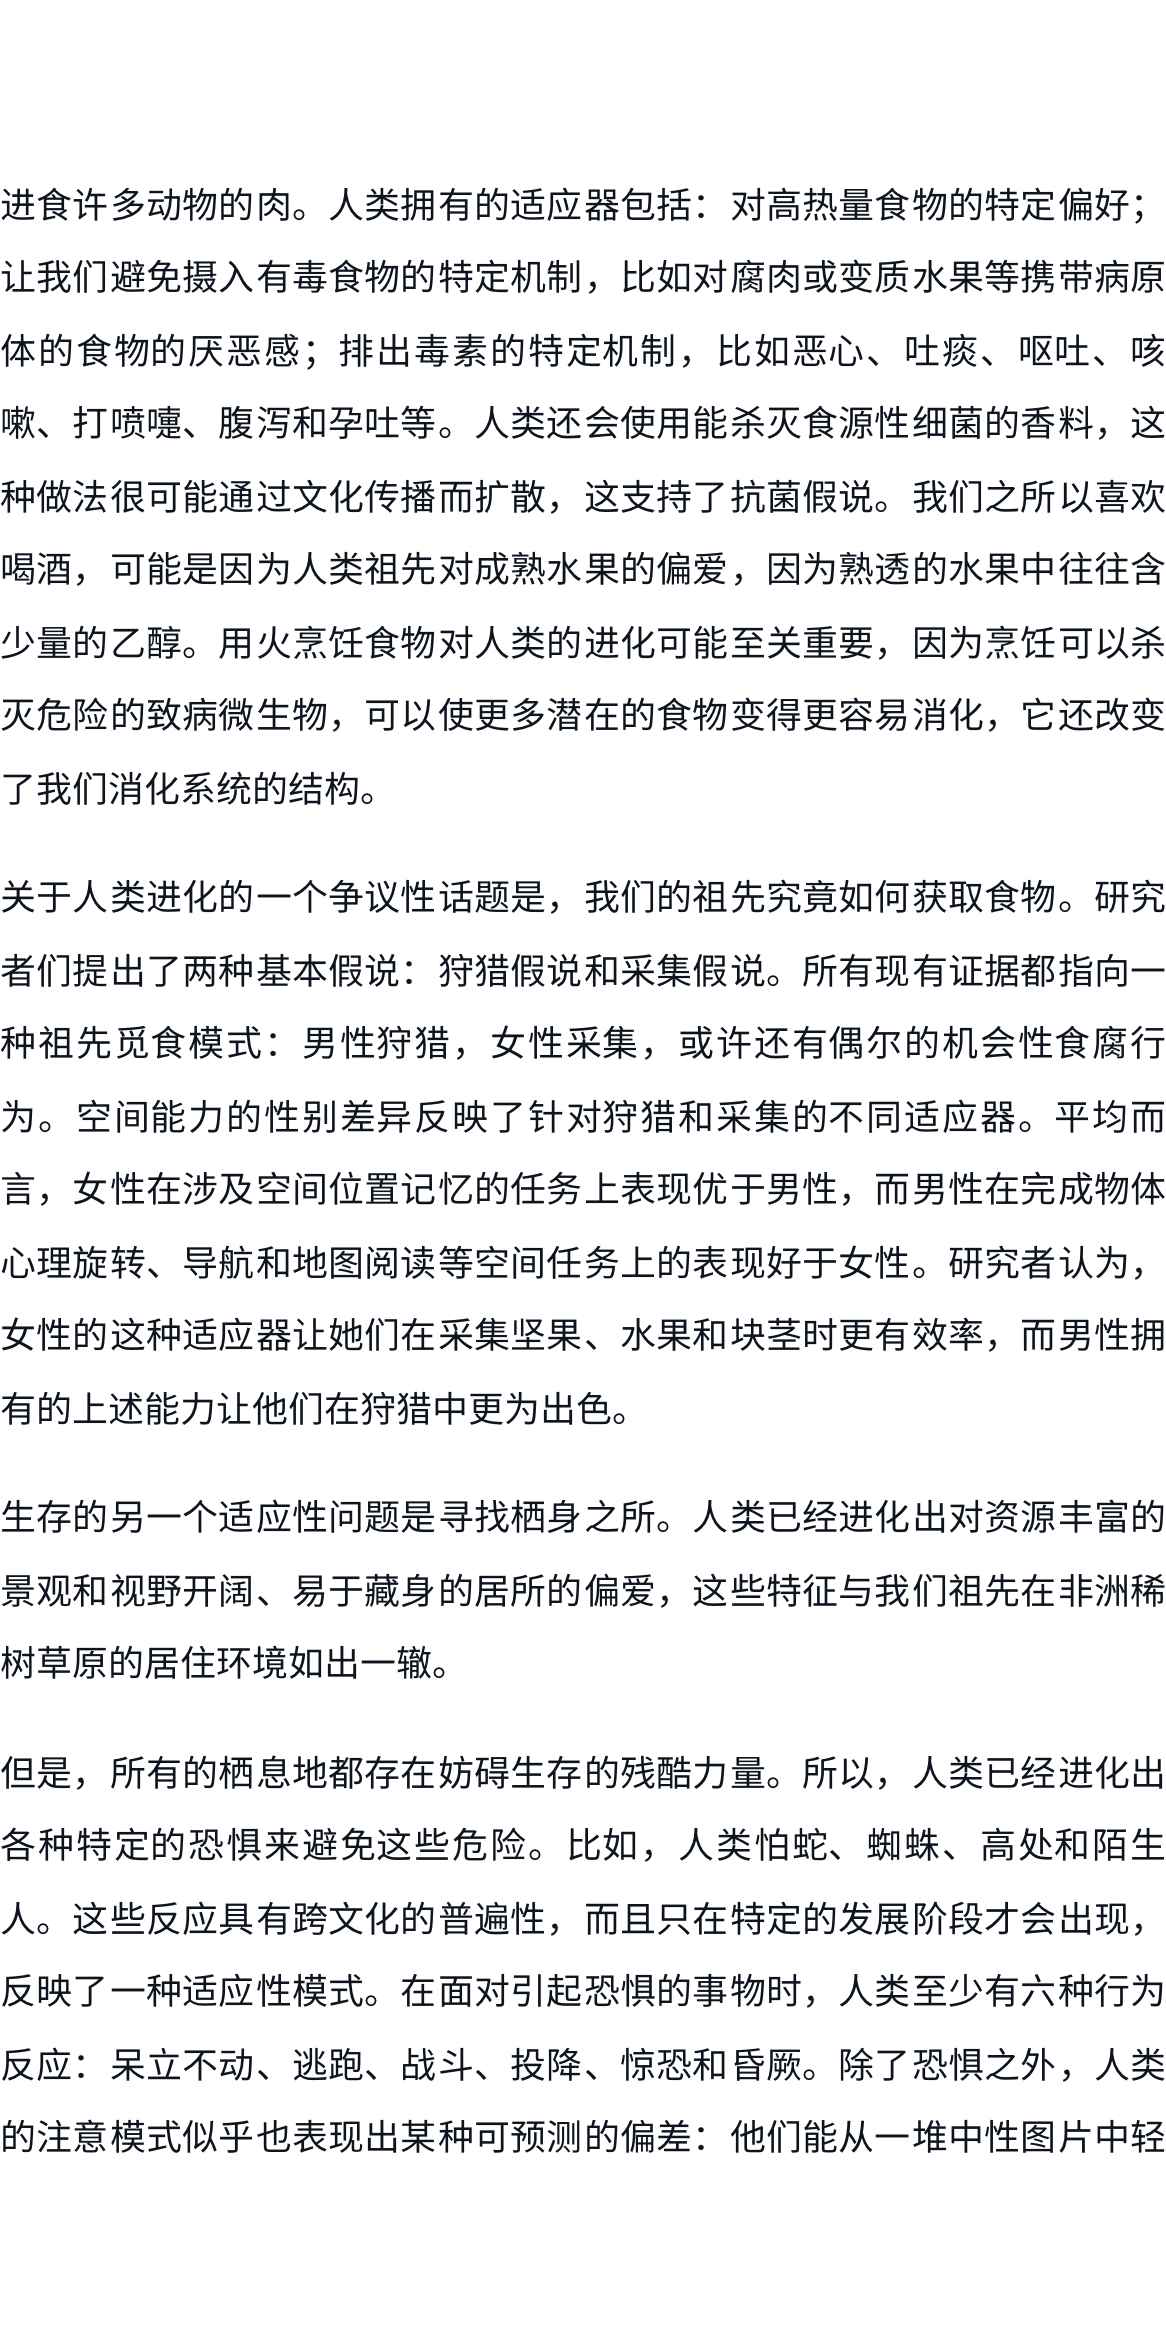 进食许多动物的肉。人类拥有的适应器包括：对高热量食物的特定偏好；
让我们避免摄入有毒食物的特定机制，比如对腐肉或变质水果等携带病原
体的食物的厌恶感；排出毒素的特定机制，比如恶心、吐痰、呕吐、咳
嗽、打喷嚏、腹泻和孕吐等。人类还会使用能杀灭食源性细菌的香料，这
种做法很可能通过文化传播而扩散，这支持了抗菌假说。我们之所以喜欢
喝酒，可能是因为人类祖先对成熟水果的偏爱，因为熟透的水果中往往含
少量的乙醇。用火烹饪食物对人类的进化可能至关重要，因为烹饪可以杀
灭危险的致病微生物，可以使更多潜在的食物变得更容易消化，它还改变
了我们消化系统的结构。
关于人类进化的一个争议性话题是，我们的祖先究竟如何获取食物。研究
者们提出了两种基本假说：狩猎假说和采集假说。所有现有证据都指向一
种祖先觅食模式：男性狩猎，女性采集，或许还有偶尔的机会性食腐行
为。空间能力的性别差异反映了针对狩猎和采集的不同适应器。平均而
言，女性在涉及空间位置记忆的任务上表现优于男性，而男性在完成物体
心理旋转、导航和地图阅读等空间任务上的表现好于女性。研究者认为，
女性的这种适应器让她们在采集坚果、水果和块茎时更有效率，而男性拥
有的上述能力让他们在狩猎中更为出色。
生存的另一个适应性问题是寻找栖身之所。人类已经进化出对资源丰富的
景观和视野开阔、易于藏身的居所的偏爱，这些特征与我们祖先在非洲稀
树草原的居住环境如出一辙。
但是，所有的栖息地都存在妨碍生存的残酷力量。所以，人类已经进化出
各种特定的恐惧来避免这些危险。比如，人类怕蛇、蜘蛛、高处和陌生
人。这些反应具有跨文化的普遍性，而且只在特定的发展阶段才会出现，
反映了一种适应性模式。在面对引起恐惧的事物时，人类至少有六种行为
反应：呆立不动、逃跑、战斗、投降、惊恐和昏厥。除了恐惧之外，人类
的注意模式似乎也表现出某种可预测的偏差：他们能从一堆中性图片中轻